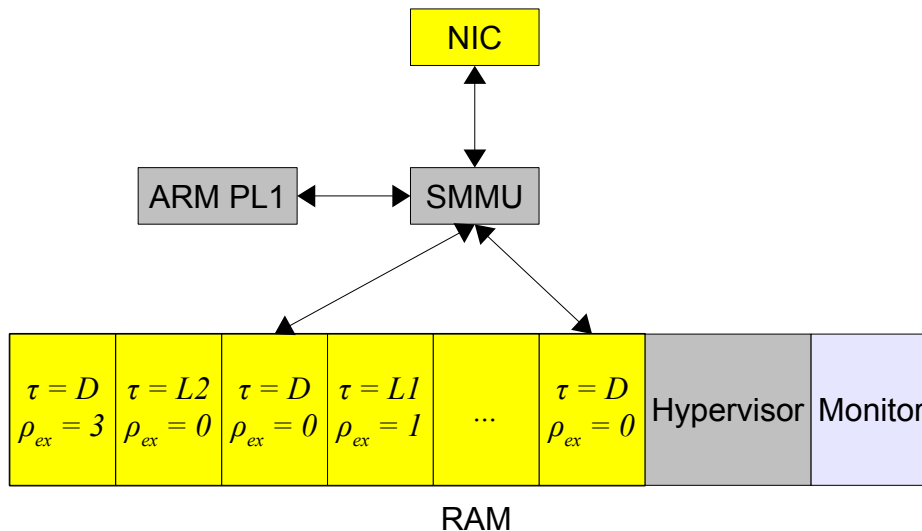 NIC
ARM PL1 SMMU
τ = D τ = L2 τ = D τ = L1 ... τ = D Hypervisor Monitor
ρex = 3 ρex = 0 ρex = 0 ρex = 1 ρex = 0
RAM